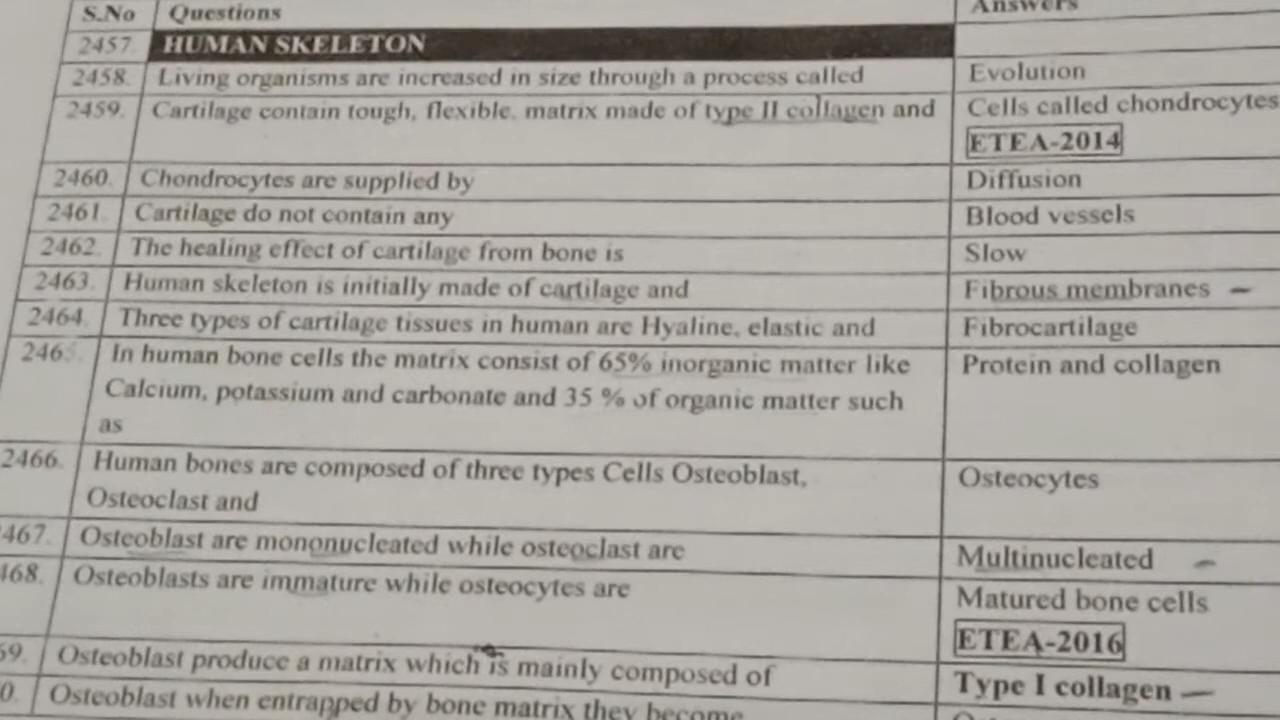 S.No Questions Answers
2457. HUMAN SKELETON
2458. Living organisms are increased in size through a process called Evolution
2459. Cartilage contain tough, flexible, matrix made of type II collagen and Cells called chondrocytes
ETEA-2014
2460. Chondrocytes are supplied by Diffusion
2461. Cartilage do not contain any Blood vessels
2462. The healing effect of cartilage from bone is Slow
2463. Human skeleton is initially made of cartilage and Fibrous membranes
2464. Three types of cartilage tissues in human are Hyaline, elastic and Fibrocartilage
246 In human bone cells the matrix consist of 65% inorganic matter like Protein and collagen
Calcium, potassium and carbonate and 35 % of organic matter such
as
2466. Human bones are composed of three types Cells Osteoblast, Osteocytes
Osteoclast and
467. Osteoblast are mononucleated while osteoclast are Multinucleated
468. Osteoblasts are immature while osteocytes are Matured bone cells
ETEA-2016
69. Osteoblast produce a matrix which is mainly composed of Type I collagen
0. Osteoblast when entrapped by bone matrix they become